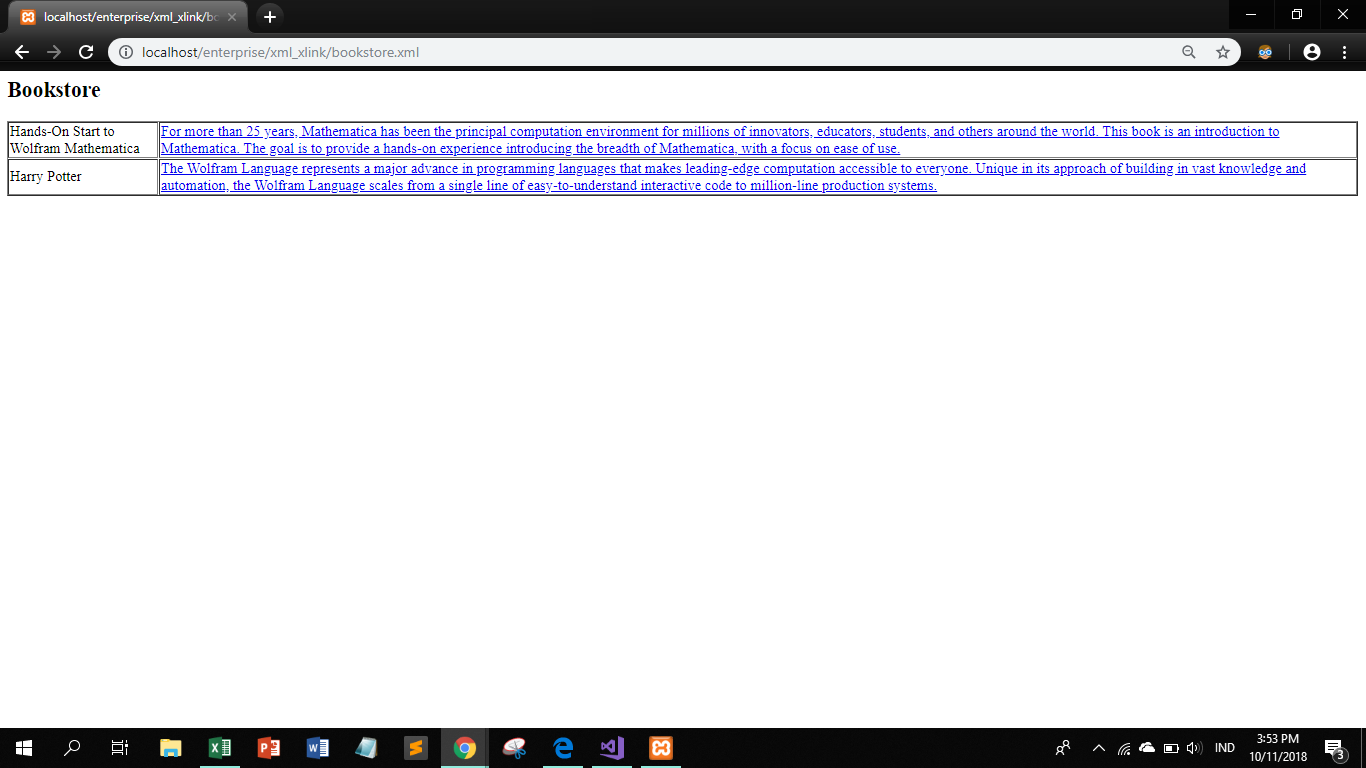 localhost/enterprise/xml_xlink/bo
localhost/enterprise/xml_xlink/bookstore.xml
Bookstore
Hands-On Start to
Wolfram Mathematica
For more than 25 years, Mathematica has been the principal computation environment for millions of innovators, educators, students, and others around the world. This book is an introduction to
Mathematica. The goal is to provide a hands-on experience introducing the breadth of Mathematica, with a focus on ease of use.
Harry Potter
The Wolfram Language represents a major advance in programming languages that makes leading-edge computation accessible to everyone. Unique in its approach of building in vast knowledge and
automation, the Wolfram Language scales from a single line of easy-to-understand interactive code to million-line production systems.
IND
3:53 PM
10/11/2018
3